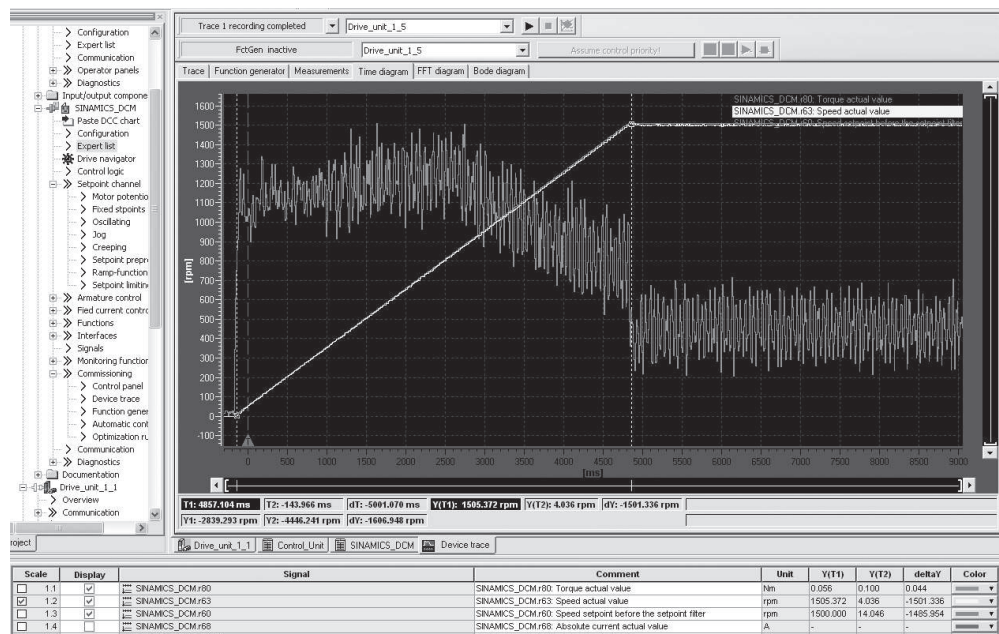 Trace 1 recording completed
Drive_unit_1_5
FctGen inactive
Drive_unit_1_5
Assume control priority!
Trace
Function generator
Measurements
Time diagram
FFT diagram
Bode diagram
Configuration
Expert list
Communication
Operator panels
Diagnostics
Input/output compone
SINAMICS_DCM
Paste DCC chart
Configuration
Expert list
Drive navigator
Control logic
Setpoint channel
Motor potentio
Fixed stpoints
Oscillating
Jog
Creeping
Setpoint prepr
Ramp-function
Setpoint limitin
Armature control
Fied current contro
Functions
Interfaces
Signals
Monitoring function
Commissioning
Control panel
Device trace
Function gener
Automatic cont
Optimization ru
Communication
Diagnostics
Documentation
Drive_unit_1_1
Overview
Communication
roject
SINAMICS_DCM.r80: Torque actual value
SINAMICS_DCM.r63: Speed actual value
SINAMICS_DCM.r60: Speed setpoint before the setpoint filter
1600
1500
1400
1300
1200
1100
1000
900
800
700
600
500
400
300
200
100
0
-100
[rpm]
0 500 1000 1500 2000 2500 3000 3500 4000 4500 5000 5500 6000 6500 7000 7500 8000 8500 9000
[ms]
T1: 4857.104 ms T2: -143.966 ms dT: -5001.070 ms Y(T1): 1505.372 rpm Y(T2): 4.036 rpm dY: -1501.336 rpm
Y1: -2839.293 rpm Y2: -4446.241 rpm dY: -1606.948 rpm
Drive_unit_1_1 Control_Unit SINAMICS_DCM Device trace
Scale Display Signal Comment Unit Y(T1) Y(T2) deltaY Color
1.1 SINAMICS_DCM.r80 SINAMICS_DCM.r80: Torque actual value Nm 0.056 0.100 0.044
1.2 SINAMICS_DCM.r63 SINAMICS_DCM.r63: Speed actual value rpm 1505.372 4.036 -1501.336
1.3 SINAMICS_DCM.r60 SINAMICS_DCM.r60: Speed setpoint before the setpoint filter rpm 1500.000 14.046 -1485.954
1.4 SINAMICS_DCM.r68 SINAMICS_DCM.r68: Absolute current actual value A - - -